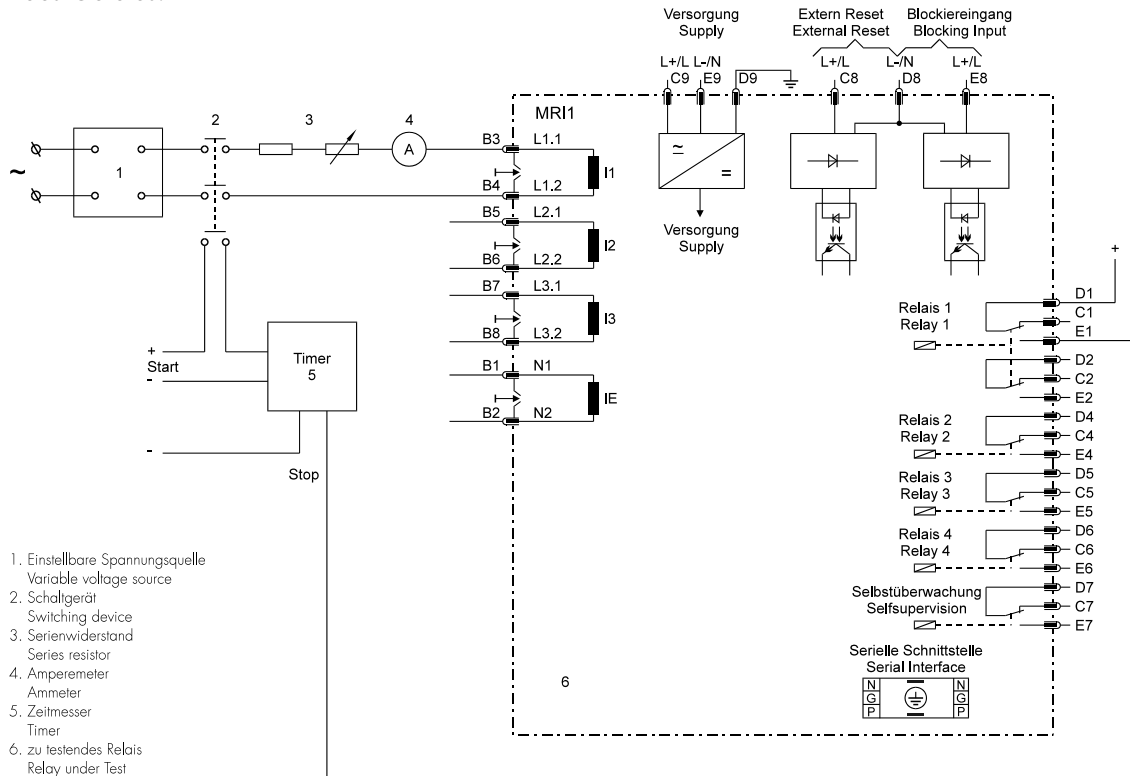 Versorgung
Supply
Extern Reset
External Reset
Blockiereingang
Blocking Input
L+/L L-/N
C9 E9 D9
L+/L L-/N L+/L
C8 D8 E8
MRI1
2 3 4
1
A
~
B3 L1.1
I1
B4 L1.2
B5 L2.1
I2
B6 L2.2
B7 L3.1
I3
B8 L3.2
B1 N1
IE
B2 N2
~
=
Versorgung
Supply
+
Start
-
-
Timer
5
Stop
+
Relais 1
Relay 1
D1
C1
E1
D2
C2
E2
Relais 2
Relay 2
D4
C4
E4
Relais 3
Relay 3
D5
C5
E5
Relais 4
Relay 4
D6
C6
E6
Selbstüberwachung
Selfsupervision
D7
C7
E7
Serielle Schnittstelle
Serial Interface
N N
G G
P P
6
1. Einstellbare Spannungsquelle
Variable voltage source
2. Schaltgerät
Switching device
3. Serienwiderstand
Series resistor
4. Amperemeter
Ammeter
5. Zeitmesser
Timer
6. zu testendes Relais
Relay under Test